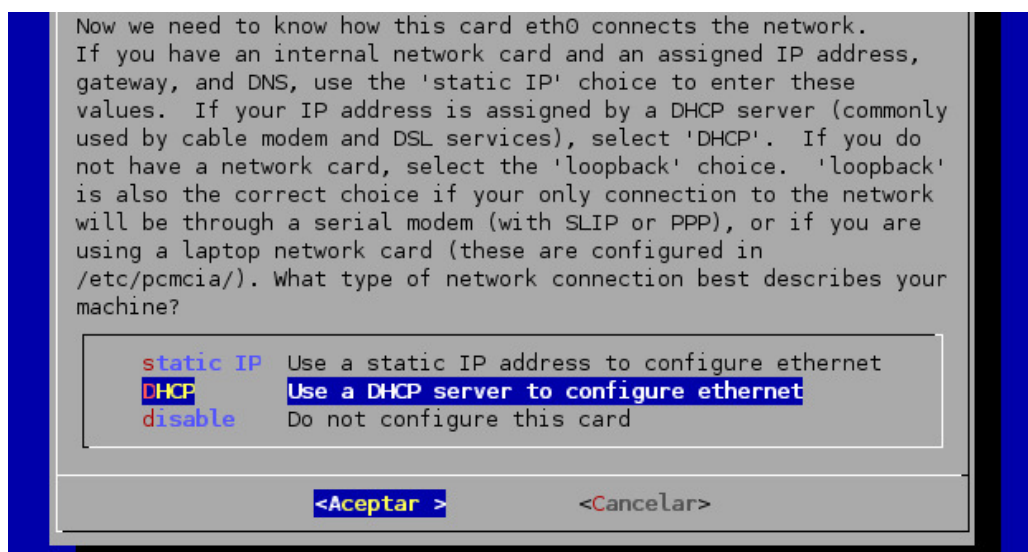 Now we need to know how this card eth0 connects the network.
If you have an internal network card and an assigned IP address,
gateway, and DNS, use the 'static IP' choice to enter these
values.  If your IP address is assigned by a DHCP server (commonly
used by cable modem and DSL services), select 'DHCP'.  If you do
not have a network card, select the 'loopback' choice.  'loopback'
is also the correct choice if your only connection to the network
will be through a serial modem (with SLIP or PPP), or if you are
using a laptop network card (these are configured in
/etc/pcmcia/). What type of network connection best describes your
machine?
static IP  Use a static IP address to configure ethernet
DHCP       Use a DHCP server to configure ethernet
disable    Do not configure this card
<Aceptar >         <Cancelar>